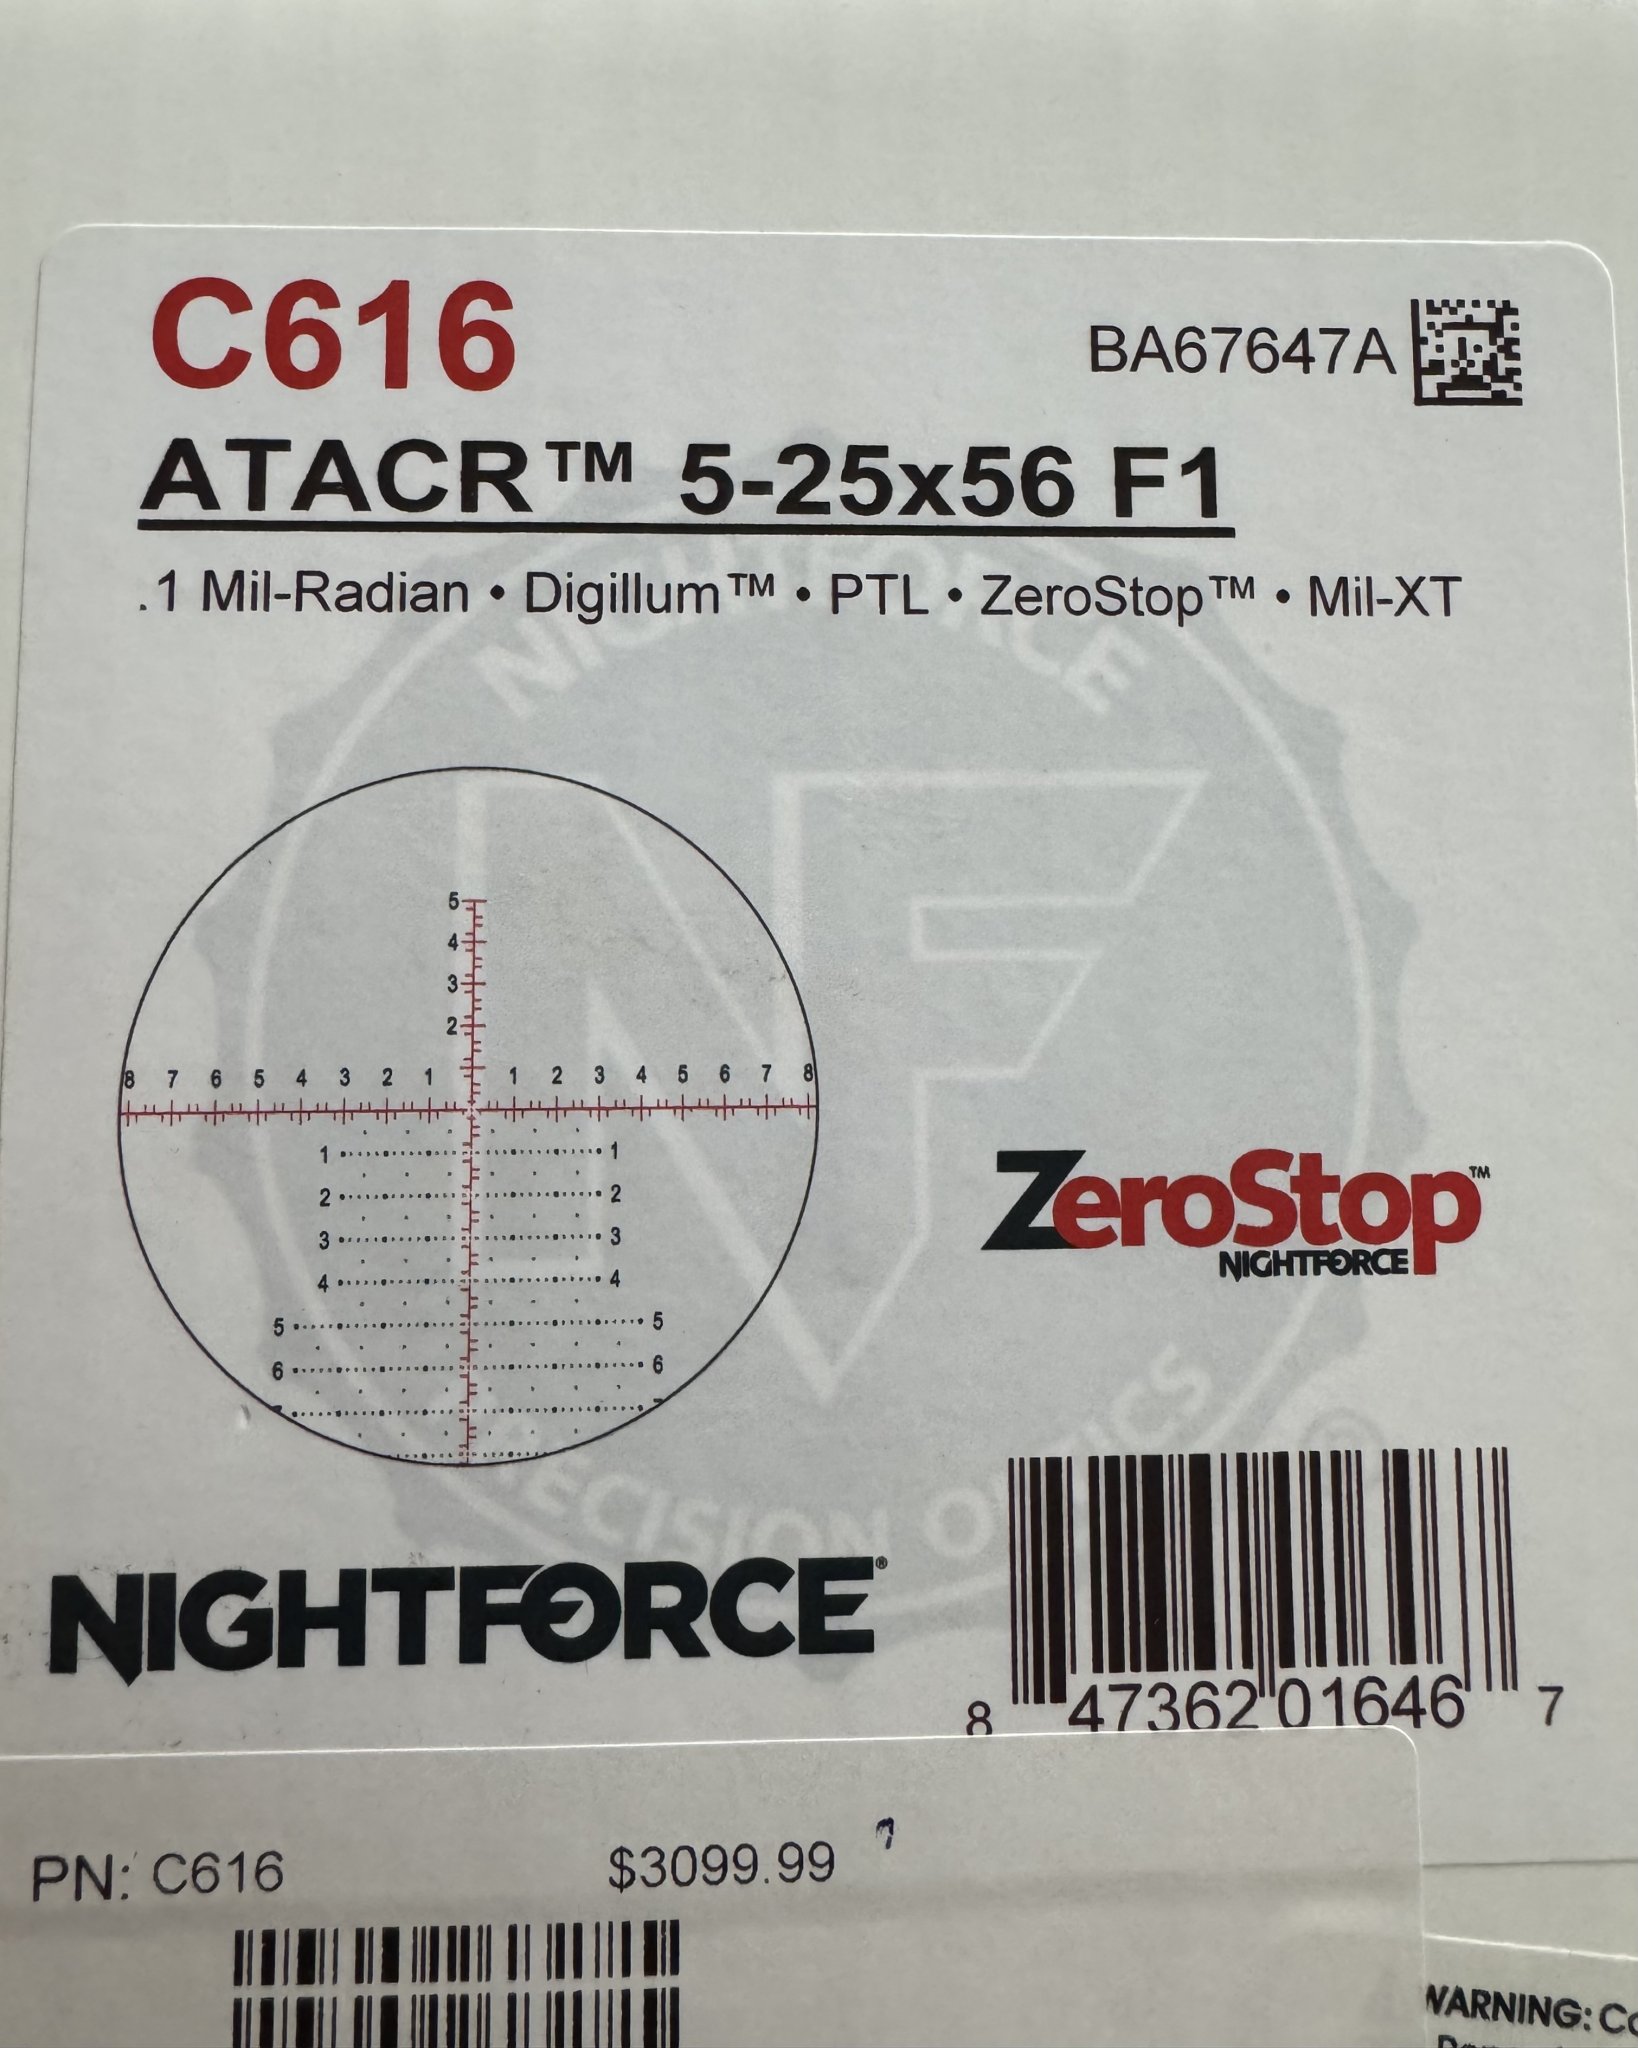 C616
BA67647A
ATACR™ 5-25x56 F1
.1 Mil-Radian • Digillum™ • PTL • ZeroStop™ • Mil-XT
NIGHTFORCE
5
4
3
2
8 7 6 5 4 3 2 1 1 2 3 4 5 6 7 8
1 1
2 2
3 3
4 4
5 5
6 6
ZeroStop™
NIGHTFORCE
NIGHTFORCE®
8 47362 01646 7
PN: C616 $3099.99
WARNING: